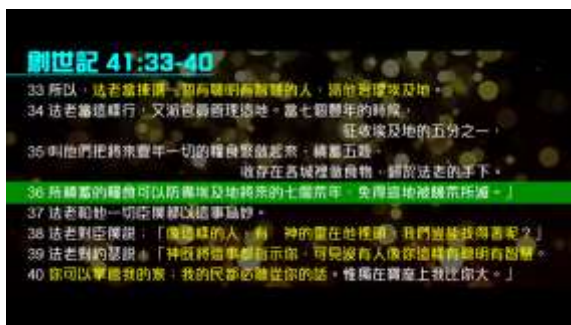 創世記 41:33-40
33 所以,法老當揀選一個有聰明有智慧的人,派他治理埃及地。
34 法老當這樣行,又派官員管理這地。當七個豐年的時候,
征收埃及地的五分之一,
35 叫他們把將來豐年一切的糧食聚斂起來,積蓄五穀,
收存在各城裡做食物,歸於法老的手下。
36 所積蓄的糧食可以防備埃及地將來的七個荒年,免得這地被饑荒所滅。」
37 法老和他一切臣僕都以這事為妙。
38 法老對臣僕說:「像這樣的人,有 神的靈在他裡頭,我們豈能找得著呢?」
39 法老對約瑟說:「神既將這事都指示你,可見沒有人像你這樣有聰明有智慧。
40 你可以掌管我的家;我的民都必聽從你的話。惟獨在寶座上我比你大。」